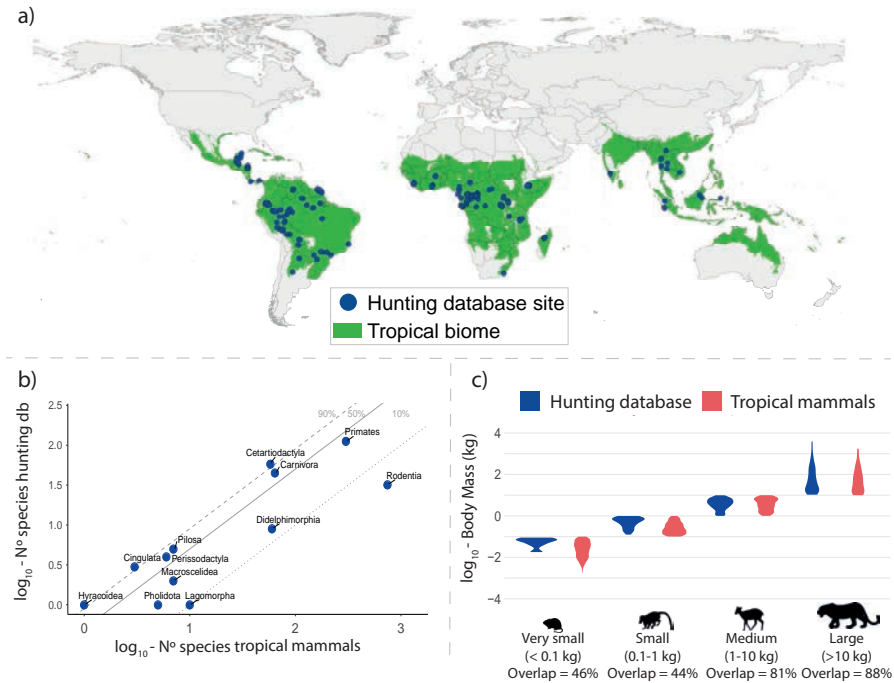 a)
Hunting database site
Tropical biome
b)
log10 - Nº species hunting db
2.5
2.0
1.5
1.0
0.5
0.0
90% 50% 10%
Primates
Cetartiodactyla
Carnivora
Rodentia
Didelphimorphia
Pilosa
Cingulata
Perissodactyla
Macroscelidea
Hyracoidea
Pholidota
Lagomorpha
0 1 2 3
log10 - Nº species tropical mammals
c)
Hunting database Tropical mammals
log10 - Body Mass (kg)
4
2
0
−2
−4
Very small Small Medium Large
(< 0.1 kg) (0.1-1 kg) (1-10 kg) (>10 kg)
Overlap = 46% Overlap = 44% Overlap = 81% Overlap = 88%